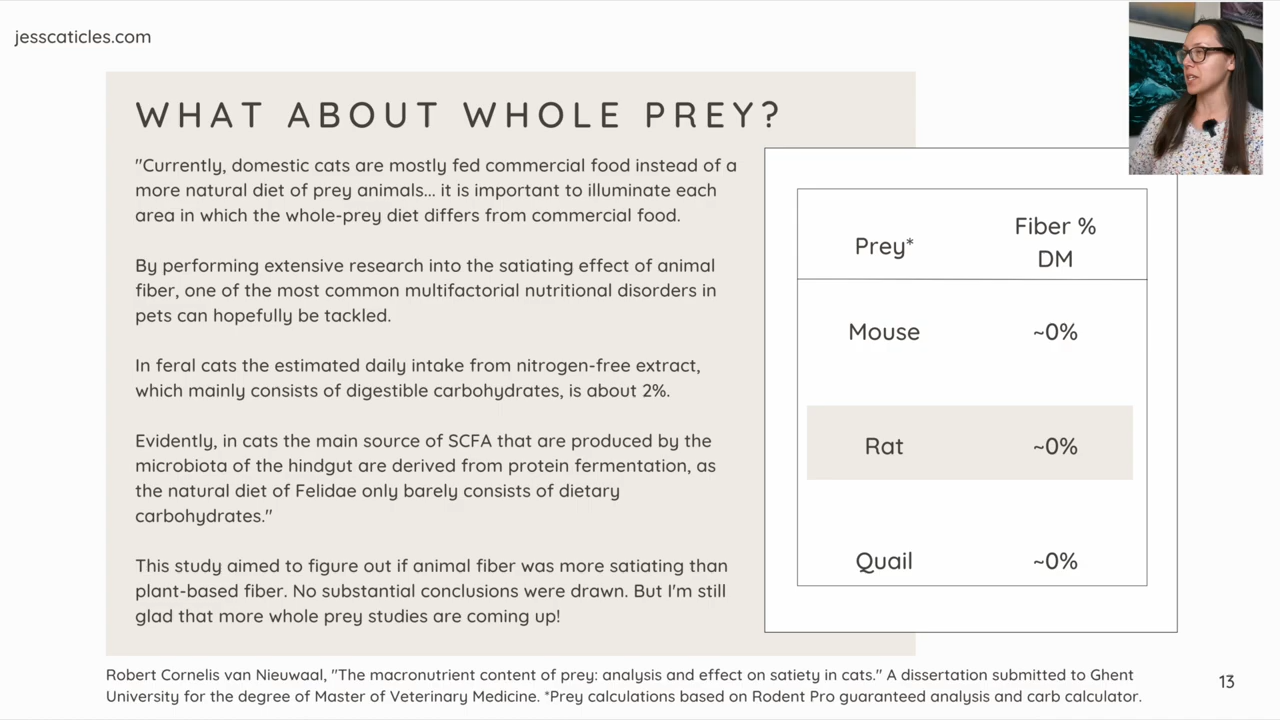 jesscaticles.com
WHAT ABOUT WHOLE PREY?
"Currently, domestic cats are mostly fed commercial food instead of a
more natural diet of prey animals... it is important to illuminate each
area in which the whole-prey diet differs from commercial food.
By performing extensive research into the satiating effect of animal
fiber, one of the most common multifactorial nutritional disorders in
pets can hopefully be tackled.
In feral cats the estimated daily intake from nitrogen-free extract,
which mainly consists of digestible carbohydrates, is about 2%.
Evidently, in cats the main source of SCFA that are produced by the
microbiota of the hindgut are derived from protein fermentation, as
the natural diet of Felidae only barely consists of dietary
carbohydrates."
This study aimed to figure out if animal fiber was more satiating than
plant-based fiber. No substantial conclusions were drawn. But I'm still
glad that more whole prey studies are coming up!
Prey* Fiber %
DM
Mouse ~0%
Rat ~0%
Quail ~0%
Robert Cornelis van Nieuwaal, "The macronutrient content of prey: analysis and effect on satiety in cats." A dissertation submitted to Ghent
University for the degree of Master of Veterinary Medicine. *Prey calculations based on Rodent Pro guaranteed analysis and carb calculator.
13